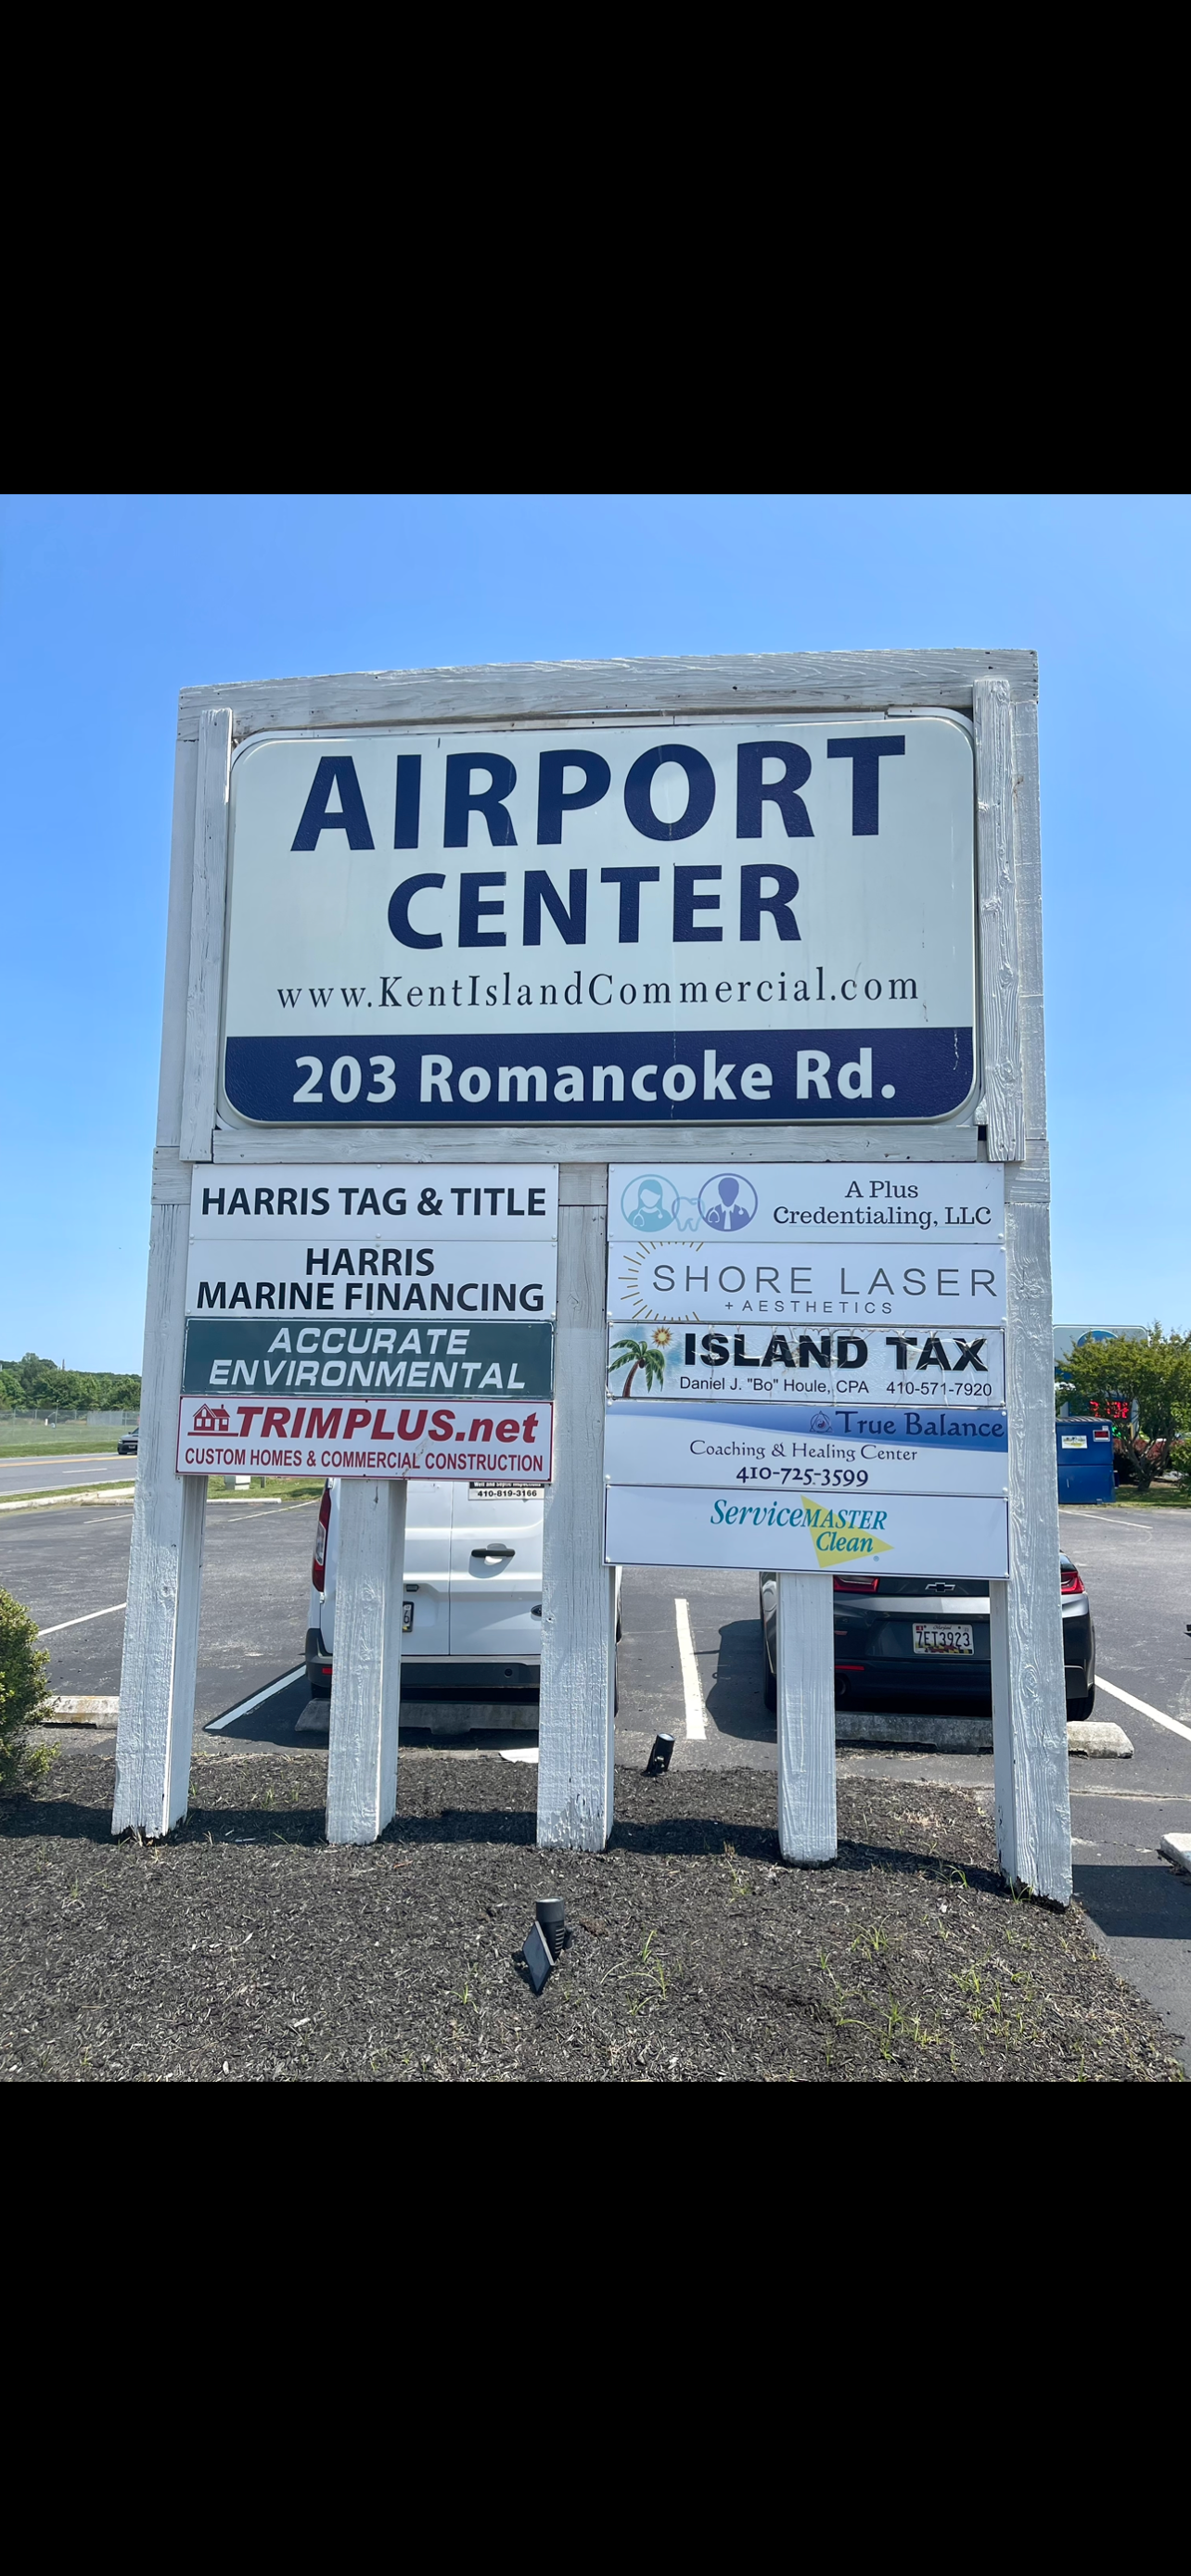 AIRPORT
CENTER
www.KentIslandCommercial.com
203 Romancoke Rd.
HARRIS TAG & TITLE
HARRIS
MARINE FINANCING
ACCURATE
ENVIRONMENTAL
TRIMPLUS.net
CUSTOM HOMES & COMMERCIAL CONSTRUCTION
A Plus
Credentialing, LLC
SHORE LASER
+ AESTHETICS
ISLAND TAX
Daniel J. "Bo" Houle, CPA 410-571-7920
True Balance
Coaching & Healing Center
410-725-3599
ServiceMASTER
Clean
410-819-3166
7ET3923